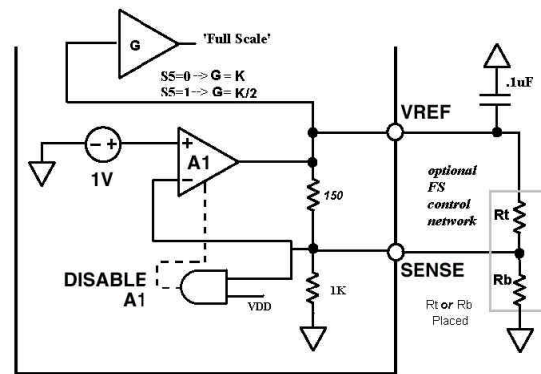 G
'Full Scale'
S5=0 --> G = K
S5=1 --> G = K/2
.1uF
VREF
- +
1V
+
A1
-
150
optional
FS
control
network
Rt
DISABLE
A1
VDD
1K
SENSE
Rb
Rt or Rb
Placed